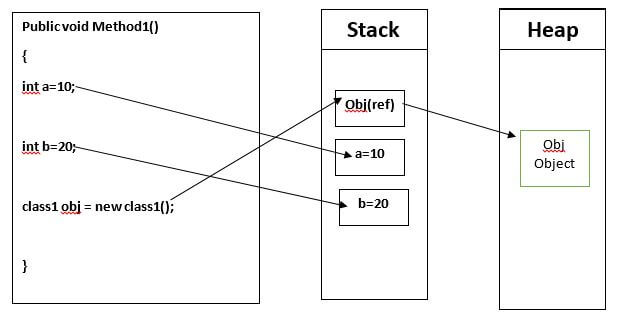 Public void Method1()
{
int a=10;
int b=20;
class1 obj = new class1();
}
Stack
Obj(ref)
a=10
b=20
Heap
Obj
Object